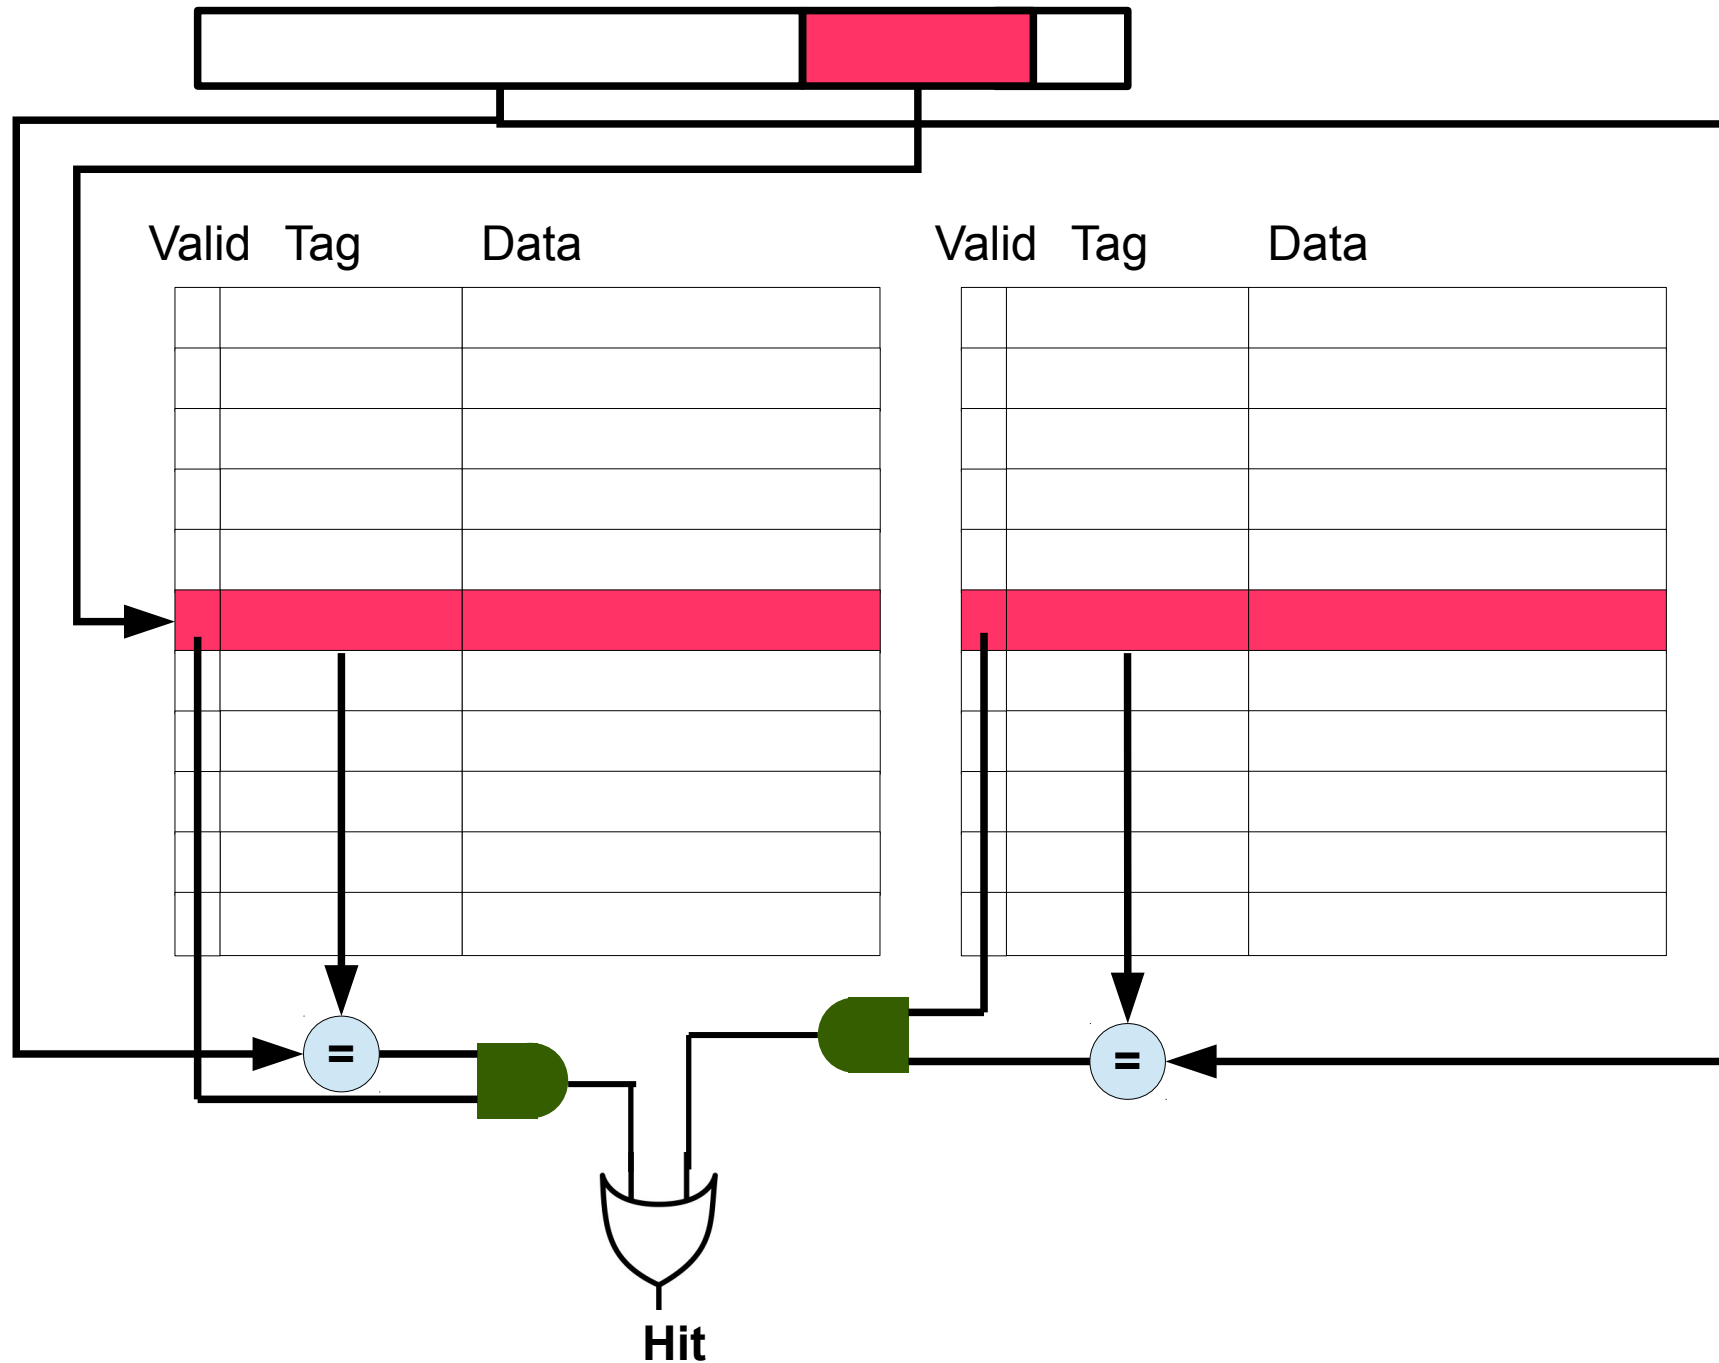 Valid Tag Data Valid Tag Data
= =
Hit